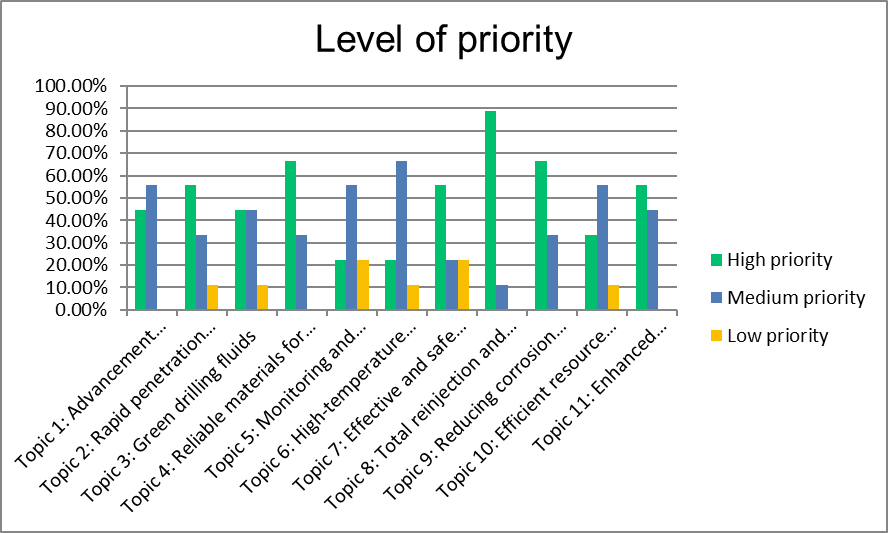 Level of priority
100.00%
90.00%
80.00%
70.00%
60.00%
50.00%
40.00%
30.00%
20.00%
10.00%
0.00%
Topic 1: Advancement...
Topic 2: Rapid penetration...
Topic 3: Green drilling fluids
Topic 4: Reliable materials for...
Topic 5: Monitoring and...
Topic 6: High-temperature...
Topic 7: Effective and safe...
Topic 8: Total reinjection and...
Topic 9: Reducing corrosion...
Topic 10: Efficient resource...
Topic 11: Enhanced...
High priority
Medium priority
Low priority